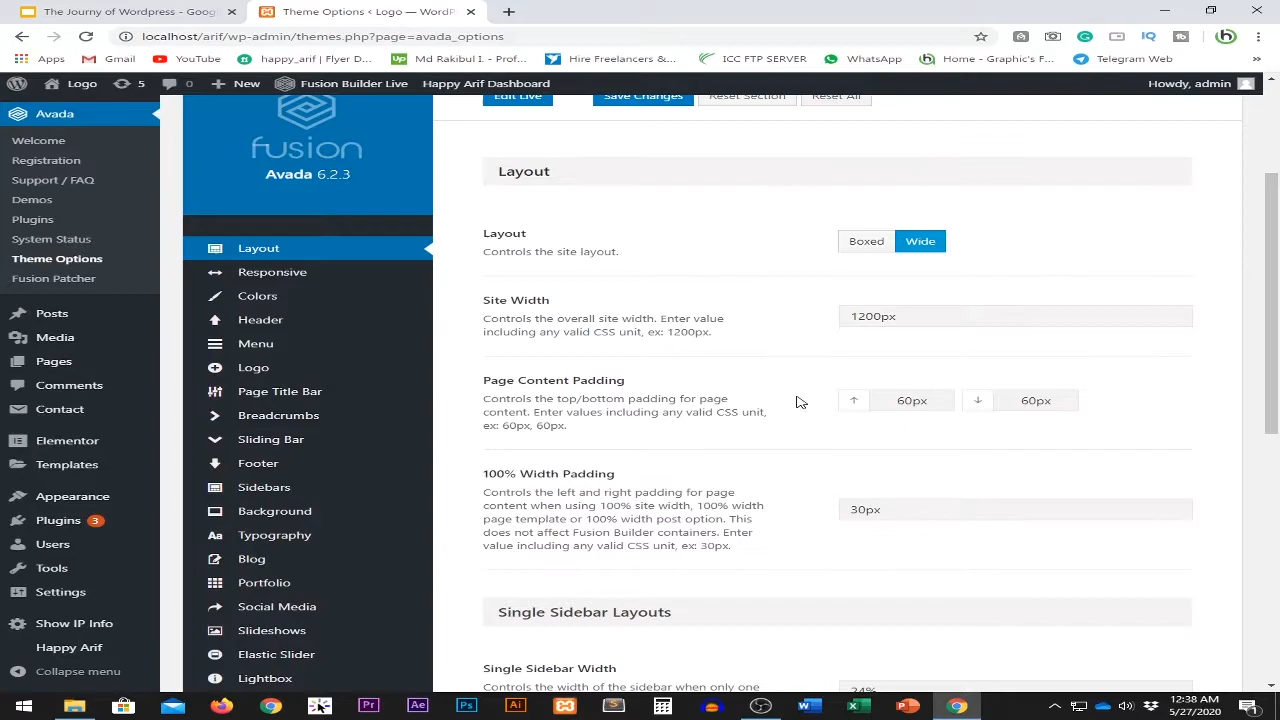 The Journy of Wordpress - Goog
Theme Options < Logo — WordPr
localhost/arif/wp-admin/themes.php?page=avada_options
Apps
Gmail
YouTube
happy_arif | Flyer D...
Md Rakibul I. - Prof...
Hire Freelancers &...
ICC FTP SERVER
WhatsApp
Home - Graphic's F...
Telegram Web
»
Logo
5
0
New
Fusion Builder Live
Happy Arif Dashboard
Howdy, admin
Avada
Welcome
Registration
Support / FAQ
Demos
Plugins
System Status
Theme Options
Fusion Patcher
Posts
Media
Pages
Comments
Contact
Elementor
Templates
Appearance
Plugins 3
Users
Tools
Settings
Show IP Info
Happy Arif
Collapse menu
fusion
Avada 6.2.3
Layout
Responsive
Colors
Header
Menu
Logo
Page Title Bar
Breadcrumbs
Sliding Bar
Footer
Sidebars
Background
Typography
Blog
Portfolio
Social Media
Slideshows
Elastic Slider
Lightbox
Edit Live
Save Changes
Reset Section
Reset All
Layout
Layout
Controls the site layout.
Boxed
Wide
Site Width
Controls the overall site width. Enter value
including any valid CSS unit, ex: 1200px.
1200px
Page Content Padding
Controls the top/bottom padding for page
content. Enter values including any valid CSS unit,
ex: 60px, 60px.
60px
60px
100% Width Padding
Controls the left and right padding for page
content when using 100% site width, 100% width
page template or 100% width post option. This
does not affect Fusion Builder containers. Enter
value including any valid CSS unit, ex: 30px.
30px
Single Sidebar Layouts
Single Sidebar Width
Controls the width of the sidebar when only one
24%
12:38 AM
5/27/2020